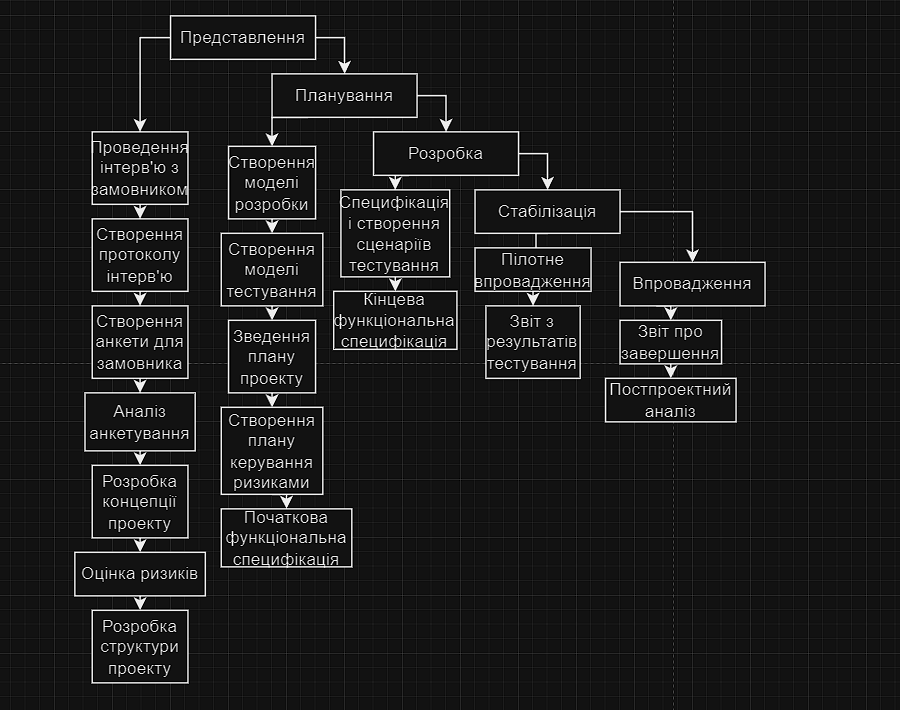 Представлення
Планування
Розробка
Стабілізація
Впровадження
Проведення
інтерв'ю з
замовником
Створення
протоколу
інтерв'ю
Створення
анкети для
замовника
Аналіз
анкетування
Розробка
концепції
проекту
Оцінка ризиків
Розробка
структури
проекту
Створення
моделі
розробки
Створення
моделі
тестування
Зведення
плану
проекту
Створення
плану
керування
ризиками
Початкова
функціональна
специфікація
Специфікація
і створення
сценаріїв
тестування
Кінцева
функціональна
специфікація
Пілотне
впровадження
Звіт з
результатів
тестування
Звіт про
завершення
Постпроектний
аналіз